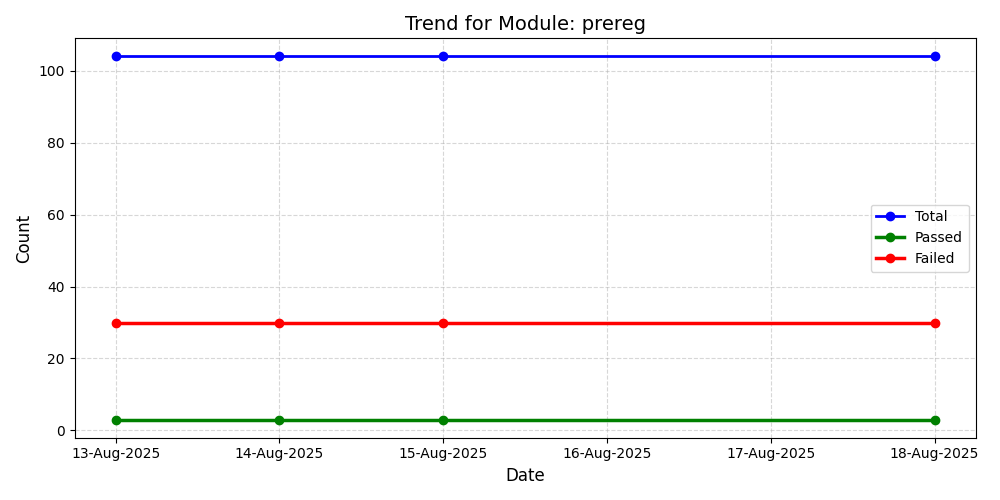 Trend for Module: prereg
100
80
60
40
20
0
Count
Total
Passed
Failed
13-Aug-2025
14-Aug-2025
15-Aug-2025
16-Aug-2025
17-Aug-2025
18-Aug-2025
Date